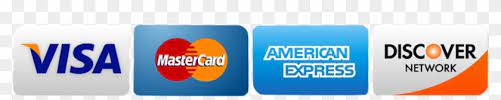 VISA
MasterCard
AMERICAN
EXPRESS
DISCOVER
NETWORK